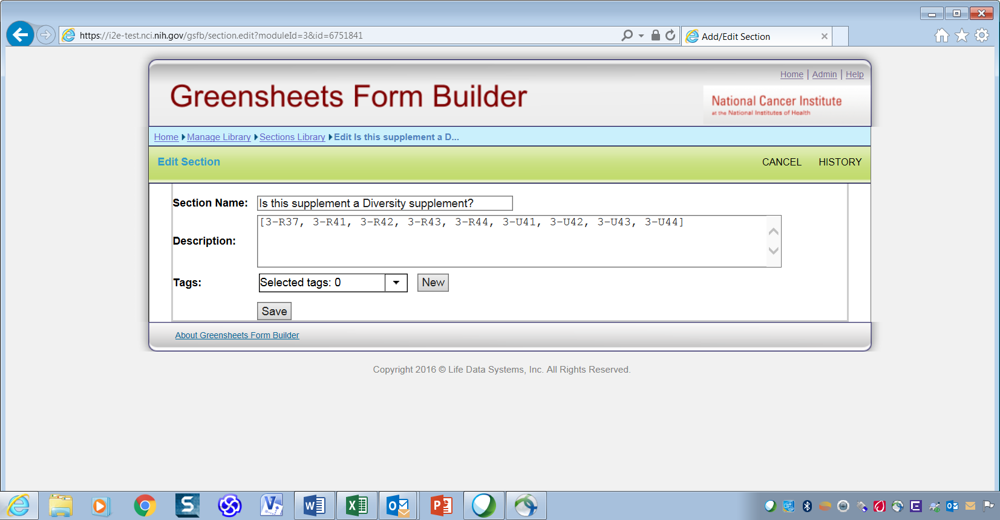 https://i2e-test.nci.nih.gov/gsfb/section.edit?moduleId=3&id=6751841
Add/Edit Section
Home | Admin | Help
Greensheets Form Builder
National Cancer Institute
at the National Institutes of Health
Home Manage Library Sections Library Edit Is this supplement a D...
Edit Section
CANCEL HISTORY
Section Name: Is this supplement a Diversity supplement?
[3-R37, 3-R41, 3-R42, 3-R43, 3-R44, 3-U41, 3-U42, 3-U43, 3-U44]
Description:
Tags: Selected tags: 0 New
Save
About Greensheets Form Builder
Copyright 2016 © Life Data Systems, Inc. All Rights Reserved.